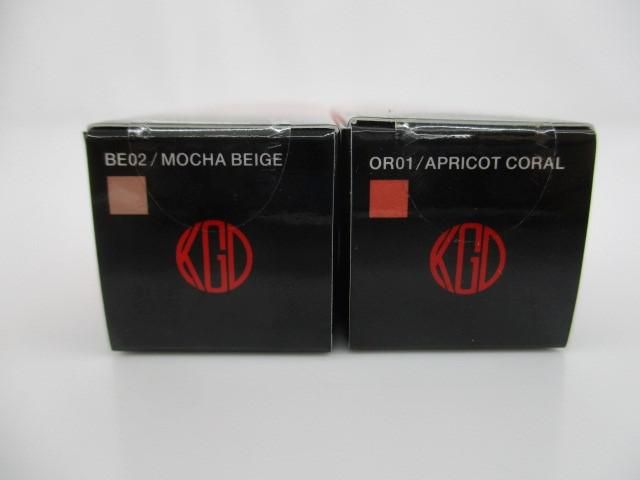 BE02/MOCHA BEIGE
KGD
OR01/APRICOT CORAL
KGD